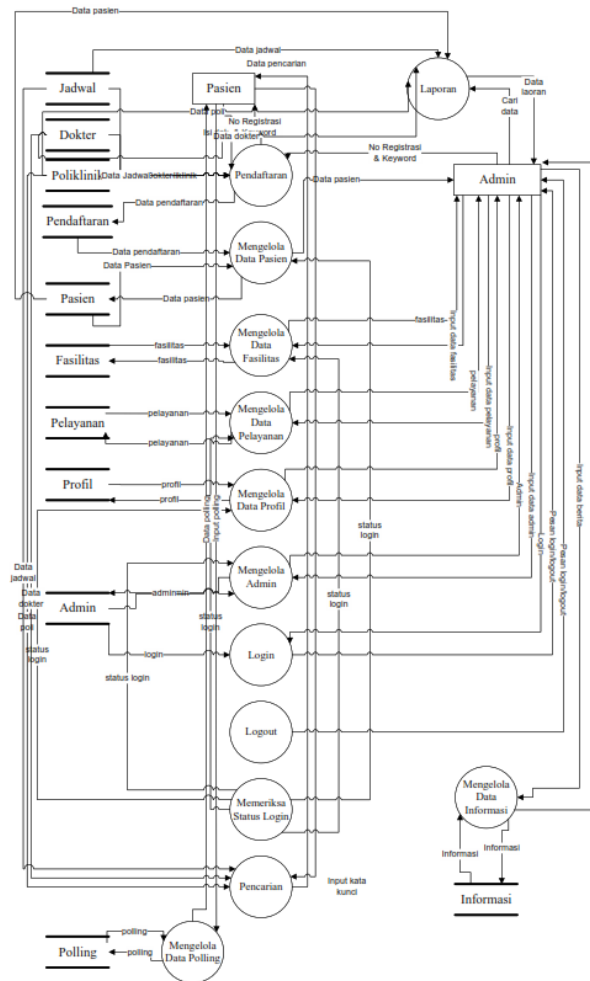 Data pasien
Data jadwal
Data pencarian
Jadwal
Pasien
Laporan
Data
laoran
Cari
data
Data poli
No Registrasi
& Keyword
Data dokter
Dokter
No Registrasi
& Keyword
Poliklinik
Pendaftaran
Data pasien
Admin
Pendaftaran
Data pendaftaran
Data pendaftaran
Mengelola
Data Pasien
Data Pasien
Pasien
Data pasien
Fasilitas
fasilitas
fasilitas
Mengelola
Data
Fasilitas
fasilitas
Input data fasilitas
Pelayanan
pelayanan
pelayanan
Mengelola
Data
Pelayanan
pelayanan
Input data pelayanan
Profil
profil
profil
Mengelola
Data Profil
profil
Input data profil
Data polling
Input polling
Admin
Input data admin
Login
Pesan login/logout
Pesan login/logout
Input data berita
status
login
Data
jadwal
Data
dokter
Data
poli
status
login
Admin
adminmin
Mengelola
Admin
status
login
status
login
login
Login
status login
Logout
Memeriksa
Status Login
Mengelola
Data
Informasi
Informasi
Informasi
Informasi
Pencarian
Input kata
kunci
Polling
polling
polling
Mengelola
Data Polling